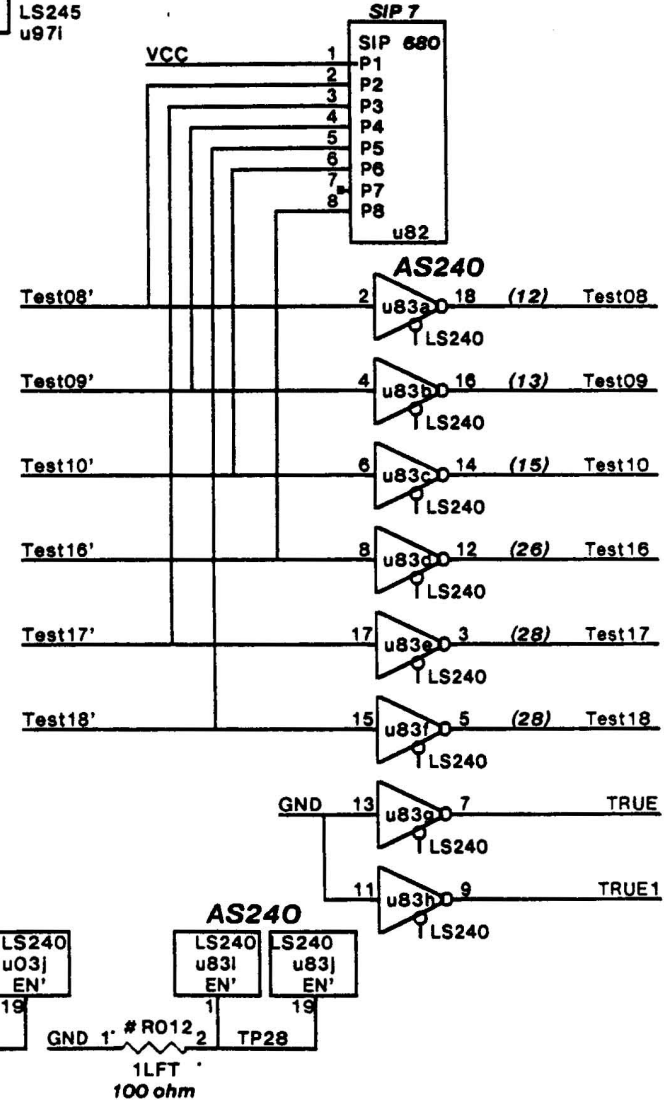 LS245
u97i
SIP 7
SIP 680
VCC 1 P1
2 P2
3 P3
4 P4
5 P5
6 P6
7 P7
8 P8
u82
AS240
Test08' 2 u83a 18 (12) Test08
LS240
Test09' 4 u83b 16 (13) Test09
LS240
Test10' 6 u83c 14 (15) Test10
LS240
Test16' 8 u83d 12 (26) Test16
LS240
Test17' 17 u83e 3 (28) Test17
LS240
Test18' 15 u83f 5 (28) Test18
LS240
GND 13 u83g 7 TRUE
LS240
11 u83h 9 TRUE1
LS240
AS240
LS240 LS240 LS240
u03j u83i u83j
EN' EN' EN'
19 1 19
GND 1 #R012 2 TP28
1LFT
100 ohm